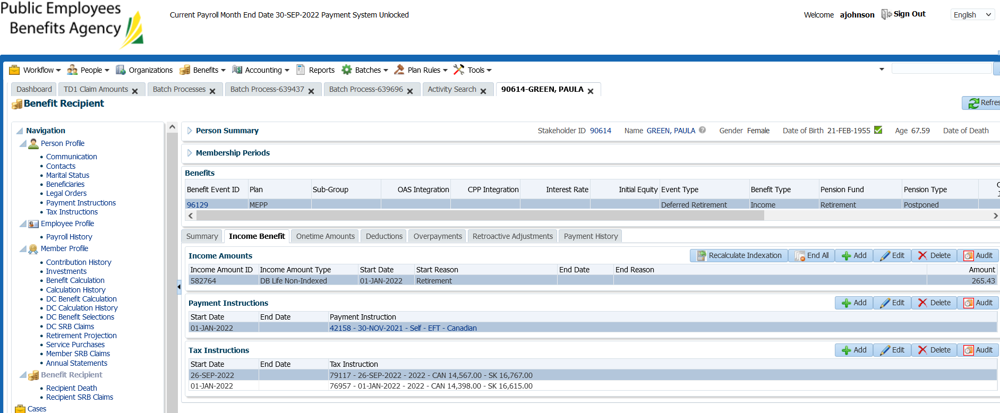 Public Employees
Benefits Agency
Current Payroll Month End Date 30-SEP-2022 Payment System Unlocked
Welcome ajohnson Sign Out English
Workflow People Organizations Benefits Accounting Reports Batches Plan Rules Tools
Dashboard TD1 Claim Amounts Batch Processes Batch Process-639437 Batch Process-639696 Activity Search 90614-GREEN, PAULA
Benefit Recipient
Refres
Navigation
Person Profile
Communication
Contacts
Marital Status
Beneficiaries
Legal Orders
Payment Instructions
Tax Instructions
Employee Profile
Payroll History
Member Profile
Contribution History
Investments
Benefit Calculation
Calculation History
DC Benefit Calculation
DC Calculation History
DC Benefit Selections
DC SRB Claims
Retirement Projection
Service Purchases
Member SRB Claims
Annual Statements
Benefit Recipient
Recipient Death
Recipient SRB Claims
Cases
Person Summary Stakeholder ID 90614 Name GREEN, PAULA Gender Female Date of Birth 21-FEB-1955 Age 67.59 Date of Death
Membership Periods
Benefits
Benefit Event ID Plan Sub-Group OAS Integration CPP Integration Interest Rate Initial Equity Event Type Benefit Type Pension Fund Pension Type
96129 MEPP Deferred Retirement Income Retirement Postponed
Summary Income Benefit Onetime Amounts Deductions Overpayments Retroactive Adjustments Payment History
Income Amounts Recalculate Indexation End All Add Edit Delete Audit
Income Amount ID Income Amount Type Start Date Start Reason End Date End Reason Amount
582764 DB Life Non-Indexed 01-JAN-2022 Retirement 265.43
Payment Instructions Add Edit Delete Audit
Start Date End Date Payment Instruction
01-JAN-2022 42158 - 30-NOV-2021 - Self - EFT - Canadian
Tax Instructions Add Edit Delete Audit
Start Date End Date Tax Instruction
26-SEP-2022 79117 - 26-SEP-2022 - 2022 - CAN 14,567.00 - SK 16,767.00
01-JAN-2022 76957 - 01-JAN-2022 - 2022 - CAN 14,398.00 - SK 16,615.00